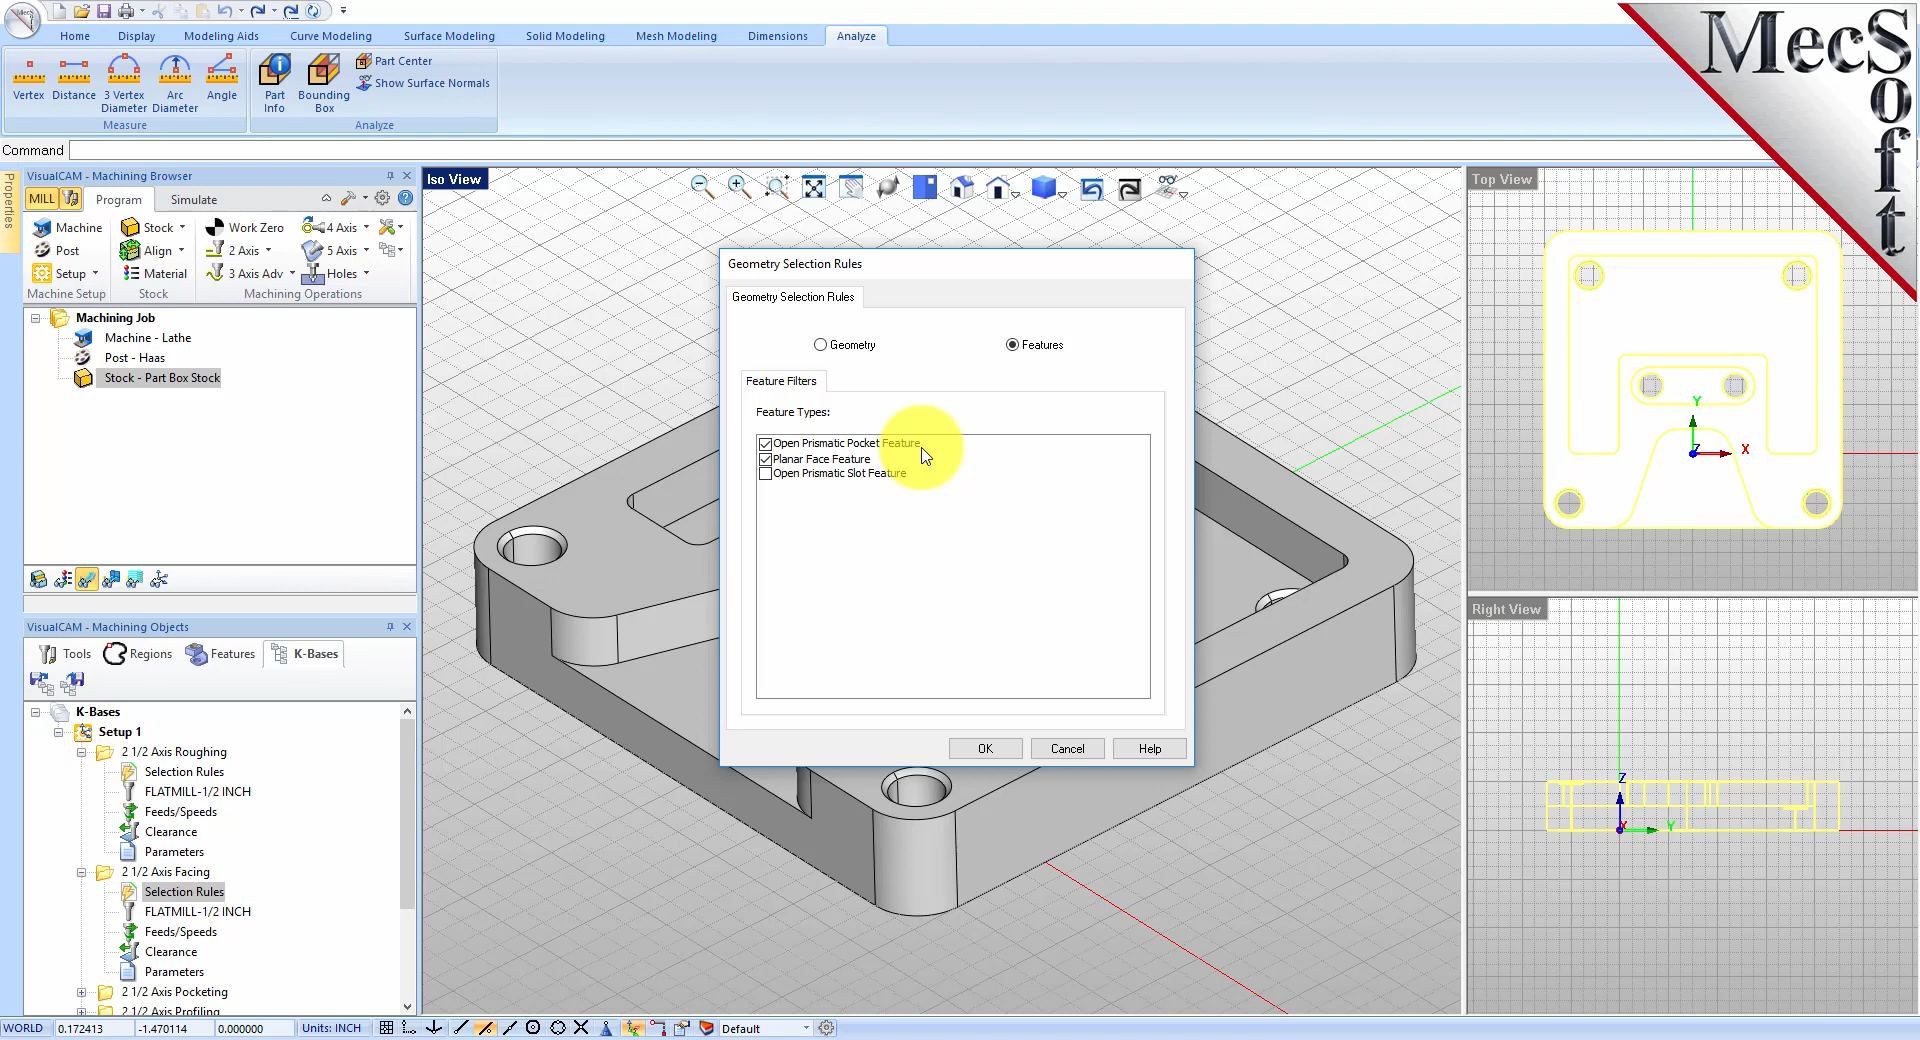 MecSoft
Home Display Modeling Aids Curve Modeling Surface Modeling Solid Modeling Mesh Modeling Dimensions Analyze
Part Center
Show Surface Normals
Vertex Distance 3 Vertex Diameter Arc Diameter Angle Part Info Bounding Box
Measure Analyze
Command
Properties
VisualCAM - Machining Browser
MILL Program Simulate
Machine Stock Work Zero 4 Axis
Post Align 2 Axis 5 Axis
Setup Material 3 Axis Adv Holes
Machine Setup Stock Machining Operations
Machining Job
Machine - Lathe
Post - Haas
Stock - Part Box Stock
VisualCAM - Machining Objects
Tools Regions Features K-Bases
K-Bases
Setup 1
2 1/2 Axis Roughing
Selection Rules
FLATMILL-1/2 INCH
Feeds/Speeds
Clearance
Parameters
2 1/2 Axis Facing
Selection Rules
FLATMILL-1/2 INCH
Feeds/Speeds
Clearance
Parameters
2 1/2 Axis Pocketing
2 1/2 Axis Profiling
Iso View
Geometry Selection Rules
Geometry Selection Rules
Geometry Features
Feature Filters
Feature Types:
Open Prismatic Pocket Feature
Planar Face Feature
Open Prismatic Slot Feature
OK Cancel Help
Top View
Y
Z X
Right View
Z
X Y
WORLD 0.172413 -1.470114 0.000000 Units: INCH Default